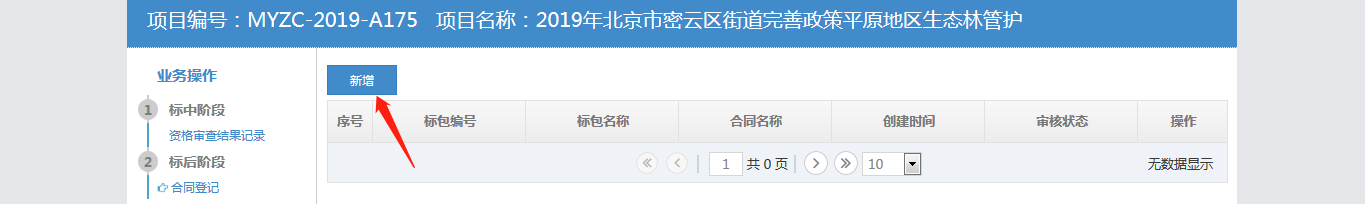 项目编号：MYZC-2019-A175 项目名称：2019年北京市密云区街道完善政策平原地区生态林管护
业务操作
1 标中阶段
资格审查结果记录
2 标后阶段
合同登记
新增
序号 标包编号 标包名称 合同名称 创建时间 审核状态 操作
1 共 0 页 10 无数据显示